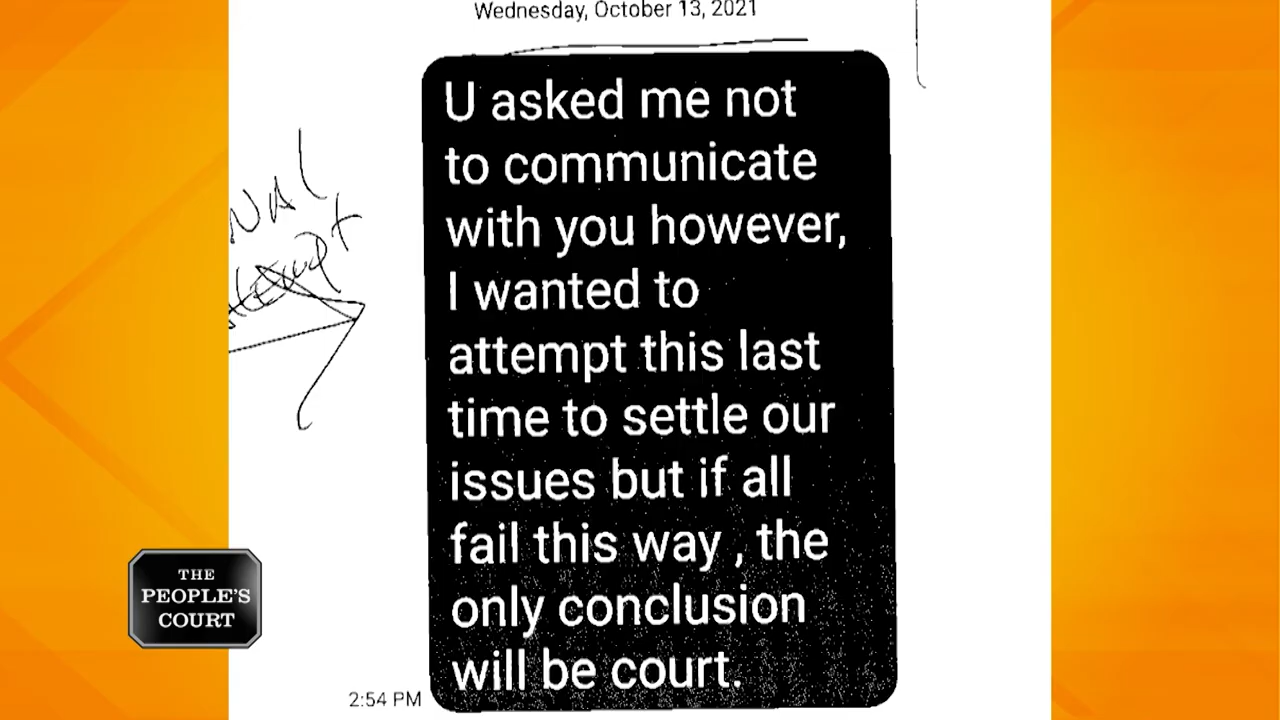 Wednesday, October 13, 2021
U asked me not
to communicate
with you however,
I wanted to
attempt this last
time to settle our
issues but if all
fail this way , the
only conclusion
will be court.
2:54 PM
NAL
Attempt
THE
PEOPLE'S
COURT